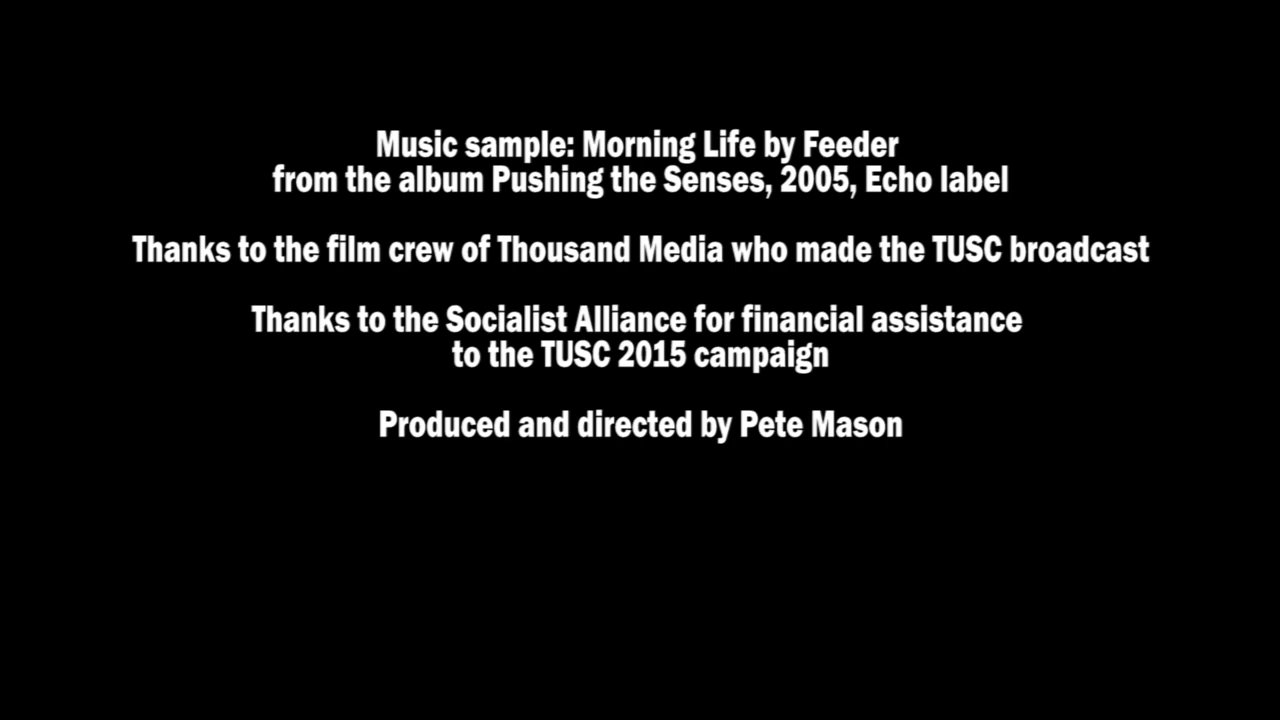 Music sample: Morning Life by Feeder
from the album Pushing the Senses, 2005, Echo label
Thanks to the film crew of Thousand Media who made the TUSC broadcast
Thanks to the Socialist Alliance for financial assistance
to the TUSC 2015 campaign
Produced and directed by Pete Mason